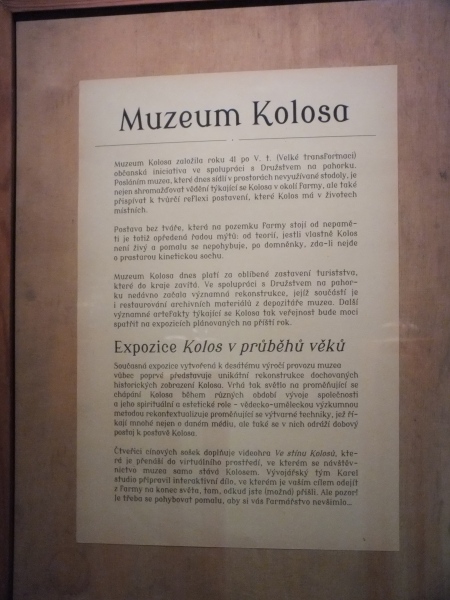 Muzeum Kolosa
Muzeum Kolosa založila roku 41 po V. t. (Velké transformaci)
občanská iniciativa ve spolupráci s Družstvem na pahorku.
Posláním muzea, které dnes sídlí v prostorách nevyužívané stodoly, je
nejen shromažďovat vědění týkající se Kolosa v okolí Farmy, ale také
přispívat k tvůrčí reflexi postavení, které Kolos má v životech
místních.
Postava bez tváře, která na pozemku Farmy stojí od nepamě-
ti je totiž opředená řadou mýtů: od teorií, jestli vlastně Kolos
není živý a pomalu se nepohybuje, po domněnky, zda-li nejde
o prastarou kinetickou sochu.
Muzeum Kolosa dnes platí za oblíbené zastavení turiststva,
které do kraje zavítá. Ve spolupráci s Družstvem na pahor-
ku nedávno začala významná rekonstrukce, jejíž součástí je
i restaurování archivních materiálů z depozitáře muzea. Další
významné artefakty týkající se Kolosa tak veřejnost bude moci
spatřit na expozicích plánovaných na příští rok.
Expozice Kolos v průběhů věků
Současná expozice vytvořená k desátému výročí provozu muzea
vůbec poprvé představuje unikátní rekonstrukce dochovaných
historických zobrazení Kolosa. Vrhá tak světlo na proměňující se
chápání Kolosa během různých období vývoje společnosti
a jeho spirituální a estetické role – vědecko-uměleckou výzkumnou
metodou rekontextualizuje proměňující se výtvarné techniky, jež ří-
kají mnohé nejen o daném médiu, ale také se v nich odráží dobový
postoj k postavě Kolosa.
Čtveřici cínových sošek doplňuje videohra Ve stínu Kolosů, kte-
rá je přenáší do virtuálního prostředí, ve kterém se návštěv-
nictvo muzea samo stává Kolosem. Vývojářský tým Karel
studio připravil interaktivní dílo, ve kterém je vaším cílem odejít
z Farmy na konec světa, tam, odkud jste (možná) přišli. Ale pozor!
Je třeba se pohybovat pomalu, aby si vás farmářstvo nevšimlo...